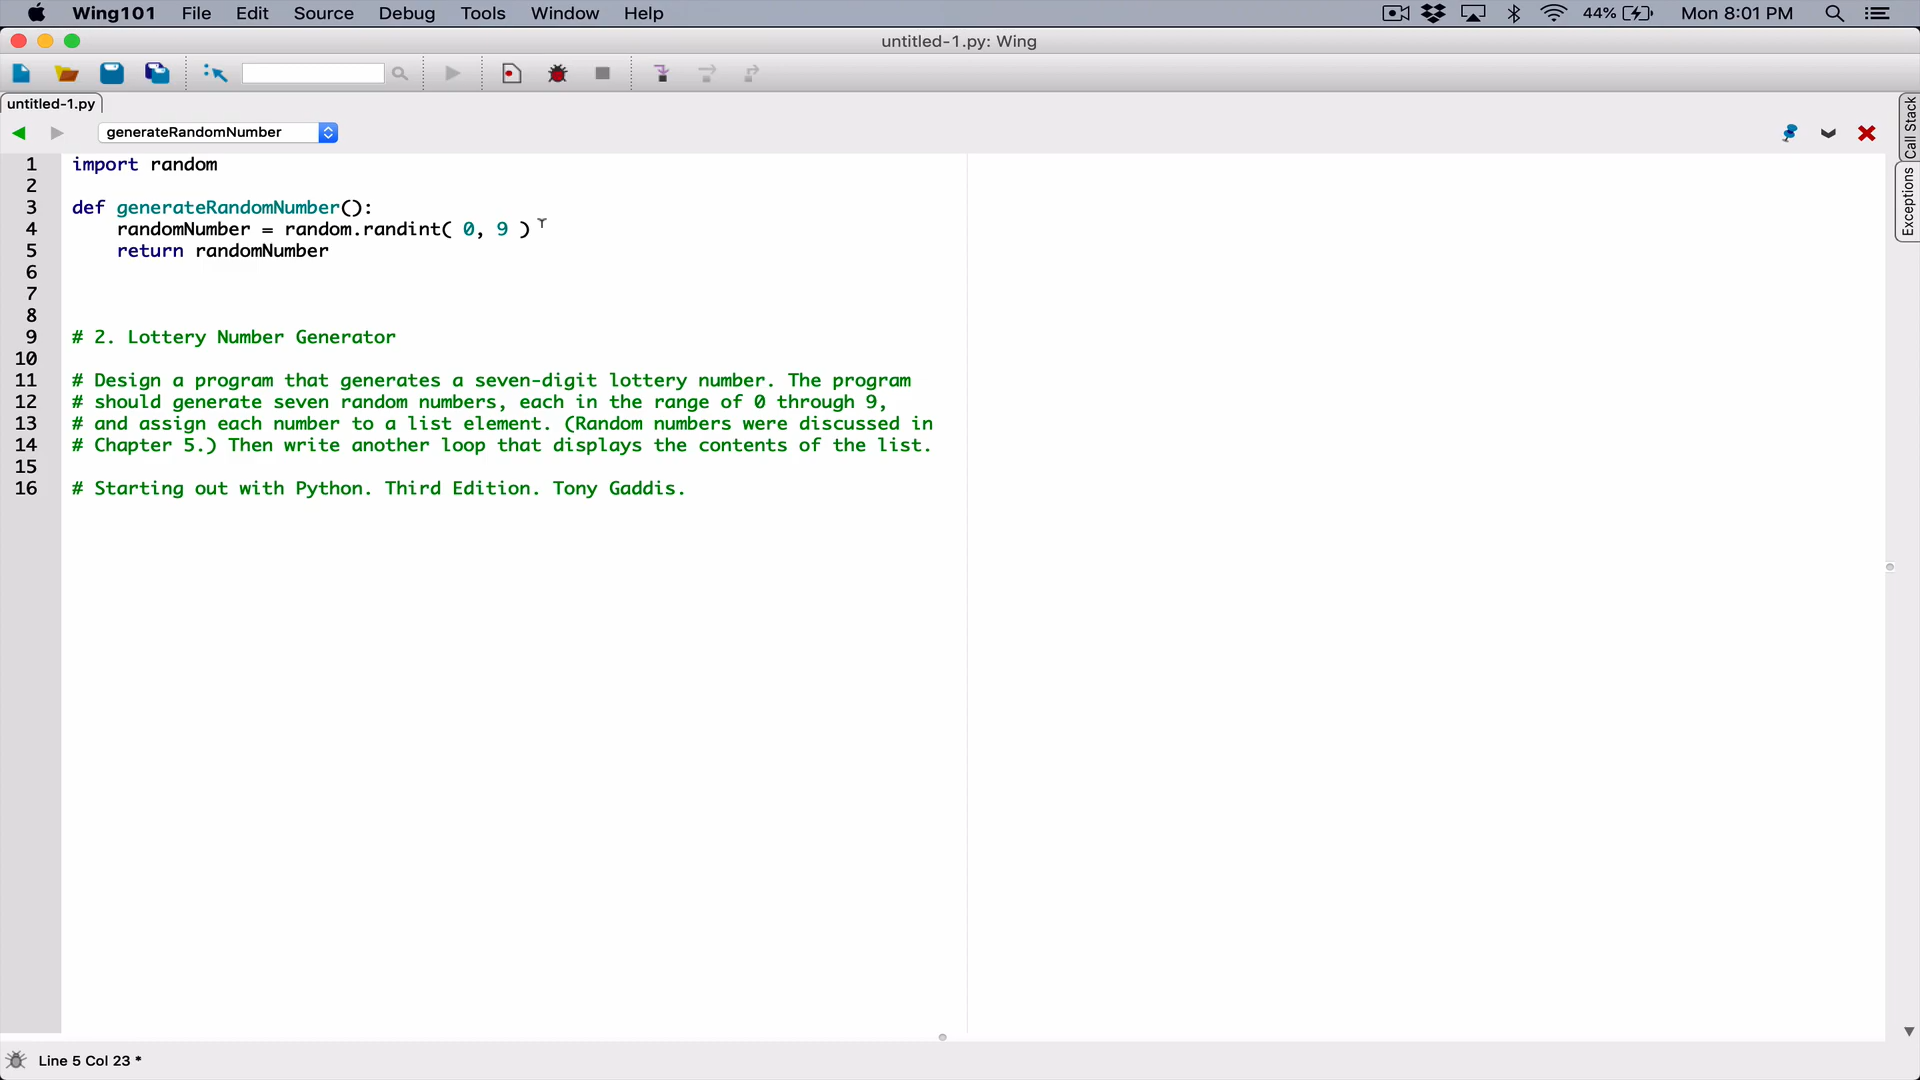 Wing101 File Edit Source Debug Tools Window Help 44% Mon 8:01 PM
untitled-1.py: Wing
untitled-1.py
generateRandomNumber
Call Stack
Exceptions
1 import random
2
3 def generateRandomNumber():
4 randomNumber = random.randint( 0, 9 )
5 return randomNumber
6
7
8
9 # 2. Lottery Number Generator
10
11 # Design a program that generates a seven-digit lottery number. The program
12 # should generate seven random numbers, each in the range of 0 through 9,
13 # and assign each number to a list element. (Random numbers were discussed in
14 # Chapter 5.) Then write another loop that displays the contents of the list.
15
16 # Starting out with Python. Third Edition. Tony Gaddis.
Line 5 Col 23 *